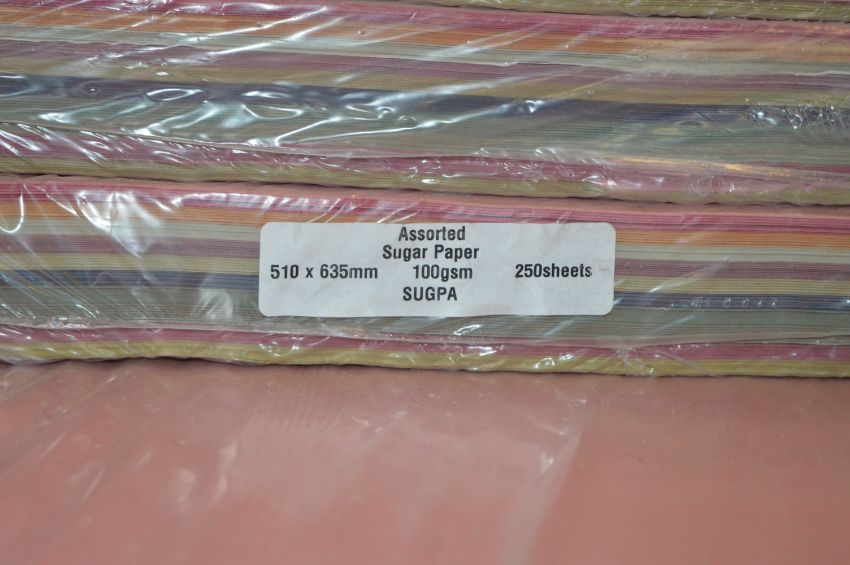 Assorted
Sugar Paper
510 x 635mm 100gsm 250sheets
SUGPA